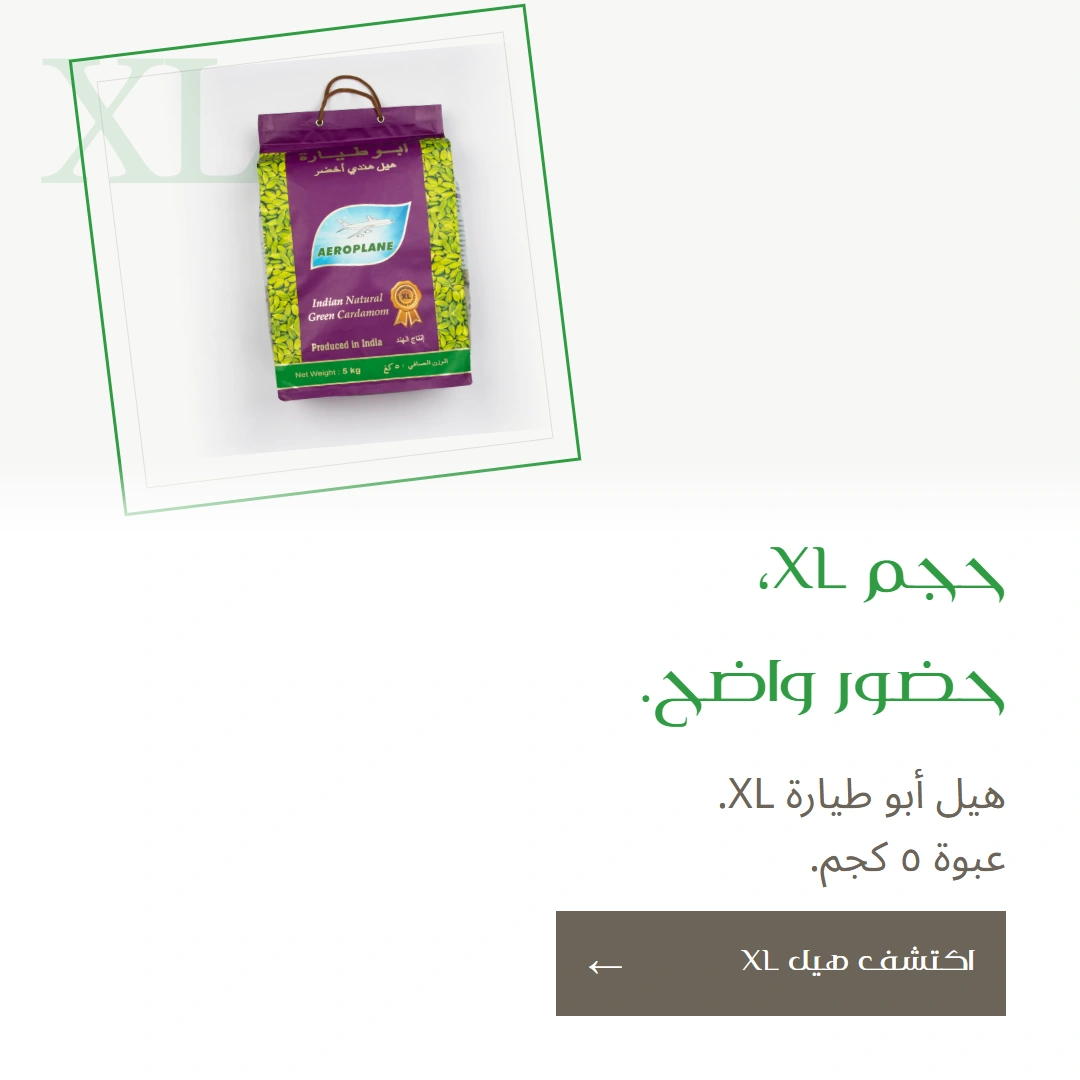 XL
ابو طيارة
هيل هندي أخضر
AEROPLANE
Indian Natural
Green Cardamom
XL
Produced in India إنتاج الهند
Net Weight : 5 kg الوزن الصافي : ٥ كغ
حجم XL،
حضور واضح.
هيل أبو طيارة XL.
عبوة ٥ كجم.
اكتشف هيل XL ←